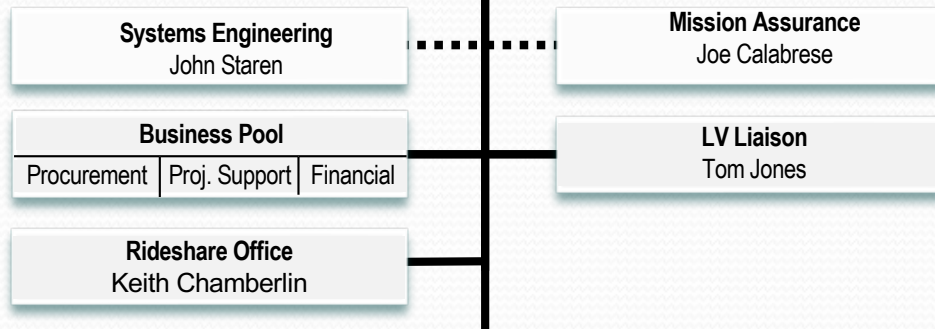 Systems Engineering
John Staren
Mission Assurance
Joe Calabrese
Business Pool
Procurement Proj. Support Financial
LV Liaison
Tom Jones
Rideshare Office
Keith Chamberlin